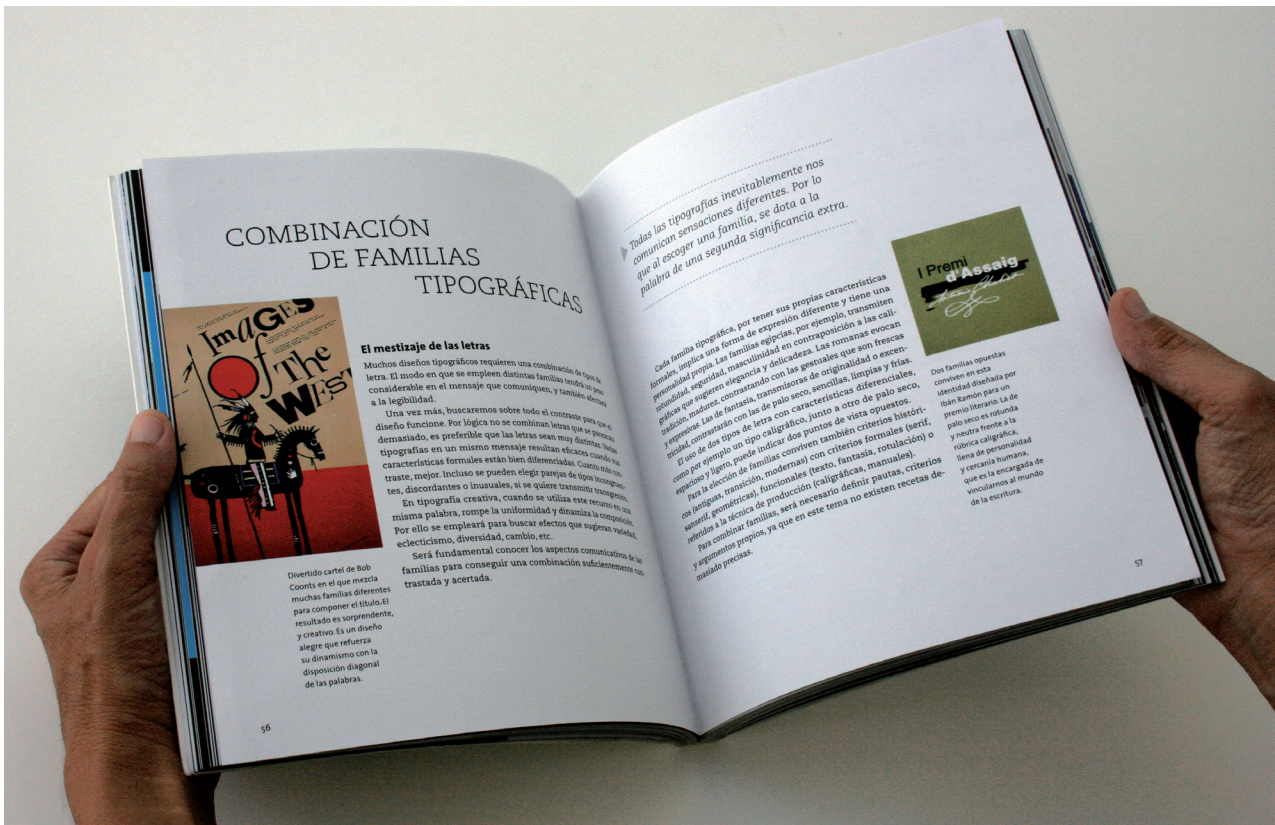 COMBINACIÓN
DE FAMILIAS
TIPOGRÁFICAS
ImaGES
Of The
WEST
El mestizaje de las letras
Muchos diseños tipográficos requieren una combinación de tipos de
letra. El modo en que se empleen distintas familias tendrá un peso
considerable en el mensaje que comuniquen, y también afectará
a la legibilidad.
Una vez más, buscaremos sobre todo el contraste para que el
diseño funcione. Por lógica no se combinan letras que se parezcan
demasiado, es preferible que las letras sean muy distintas. Varias
tipografías en un mismo mensaje resultan eficaces cuando sus
características formales están bien diferenciadas. Cuanto más con-
traste, mejor. Incluso se pueden elegir parejas de tipos incongruen-
tes, discordantes o inusuales, si se quiere transmitir transgresión.
En tipografía creativa, cuando se utiliza este recurso en una
misma palabra, rompe la uniformidad y dinamiza la composición.
Por ello se empleará para buscar efectos que sugieran variedad,
eclecticismo, diversidad, cambio, etc.
Será fundamental conocer los aspectos comunicativos de las
familias para conseguir una combinación suficientemente con-
trastada y acertada.
Divertido cartel de Bob
Coonts en el que mezcla
muchas familias diferentes
para componer el título. El
resultado es sorprendente,
y creativo. Es un diseño
alegre que refuerza
su dinamismo con la
disposición diagonal
de las palabras.
56
Todas las tipografías inevitablemente nos
comunican sensaciones diferentes. Por lo
que al escoger una familia, se dota a la
palabra de una segunda significancia extra.
Cada familia tipográfica, por tener sus propias características
formales, implica una forma de expresión diferente y tiene una
personalidad propia. Las familias egipcias, por ejemplo, transmiten
rotundidad, seguridad, masculinidad en contraposición a las cali-
gráficas que sugieren elegancia y delicadeza. Las romanas evocan
tradición, madurez, contrastando con las gestuales que son frescas
y expresivas. Las de fantasía, transmisoras de originalidad o excen-
tricidad, contrastarán con las de palo seco, sencillas, limpias y frías.
El uso de dos tipos de letra con características diferenciales,
como por ejemplo un tipo caligráfico, junto a otro de palo seco,
espacioso y ligero, puede indicar dos puntos de vista opuestos.
Para la elección de familias conviven también criterios históri-
cos (antiguas, transición, modernas) con criterios formales (serif,
sanserif, geométricas), funcionales (texto, fantasía, rotulación) o
referidos a la técnica de producción (caligráficas, manuales).
Para combinar familias, será necesario definir pautas, criterios
y argumentos propios, ya que en este tema no existen recetas de-
masiado precisas.
I Premi
d'Assaig
Dos familias opuestas
conviven en esta
identidad diseñada por
Ibán Ramón para un
premio literario. La de
palo seco es rotunda
y neutra frente a la
rúbrica caligráfica,
llena de personalidad
y cercanía humana,
que es la encargada de
vincularnos al mundo
de la escritura.
57